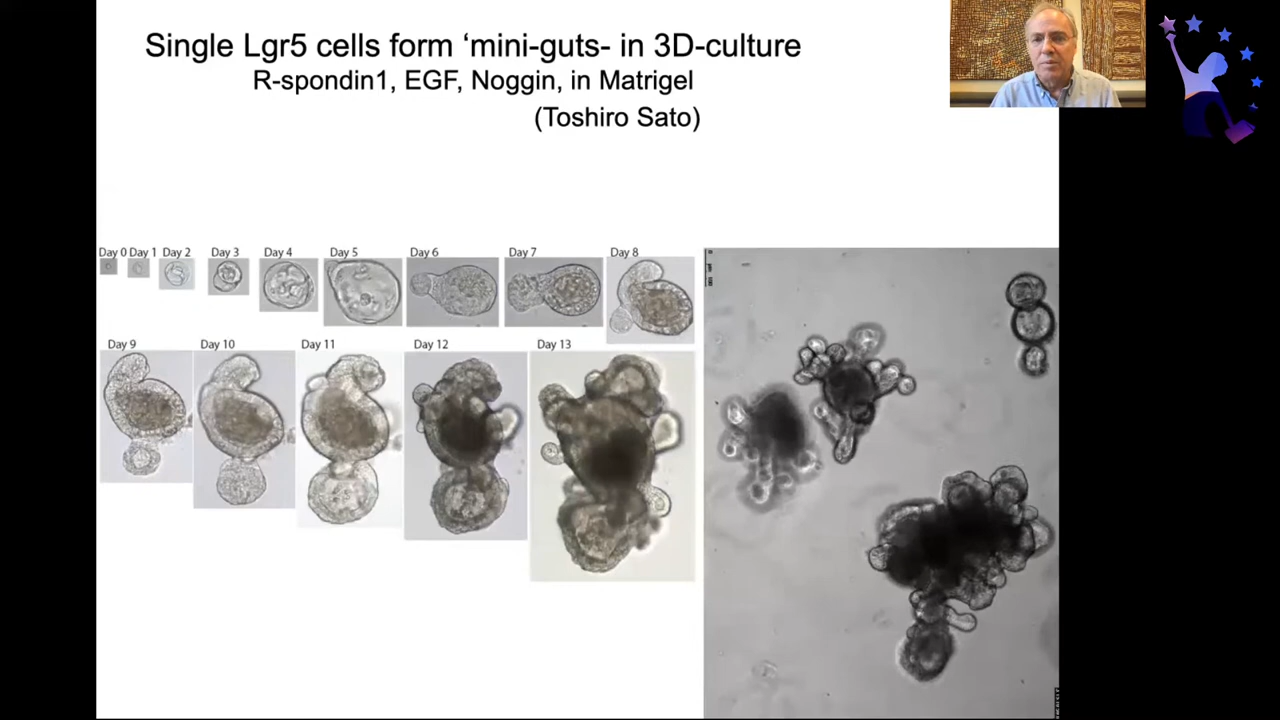 Single Lgr5 cells form ‘mini-guts- in 3D-culture
R-spondin1, EGF, Noggin, in Matrigel
(Toshiro Sato)
Day 0 Day 1 Day 2 Day 3 Day 4 Day 5 Day 6 Day 7 Day 8
Day 9 Day 10 Day 11 Day 12 Day 13